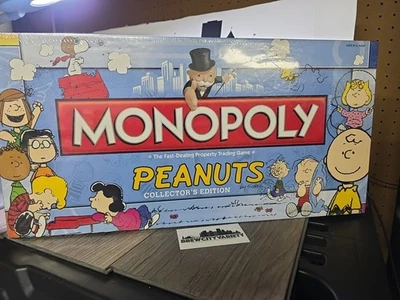 MONOPOLY
The Fast-Dealing Property Trading Game
PEANUTS
COLLECTOR'S EDITION
BREWCITYVARIETY